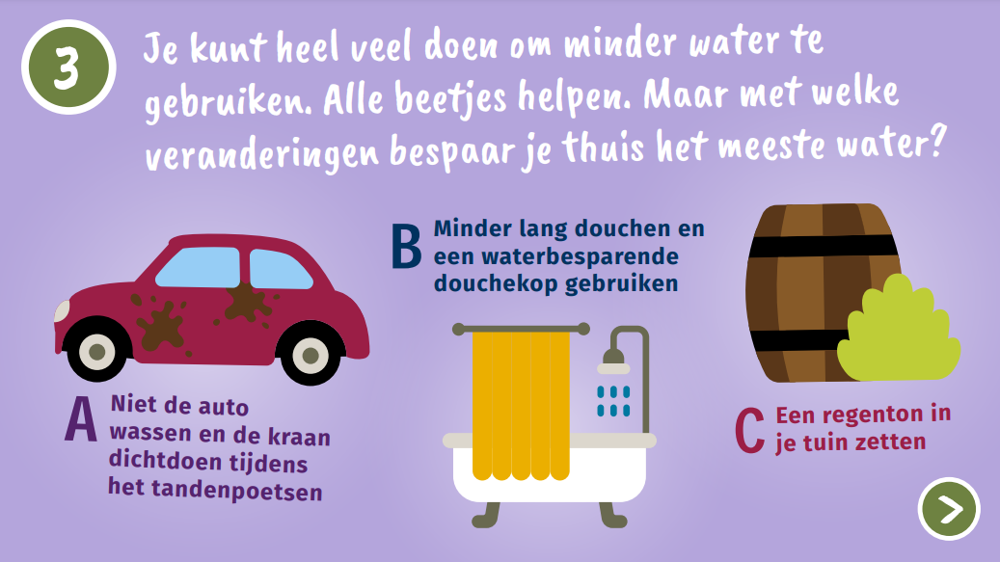 3
Je kunt heel veel doen om minder water te
gebruiken. Alle beetjes helpen. Maar met welke
veranderingen bespaar je thuis het meeste water?
A
Niet de auto
wassen en de kraan
dichtdoen tijdens
het tandenpoetsen
B
Minder lang douchen en
een waterbesparende
douchekop gebruiken
C
Een regenton in
je tuin zetten